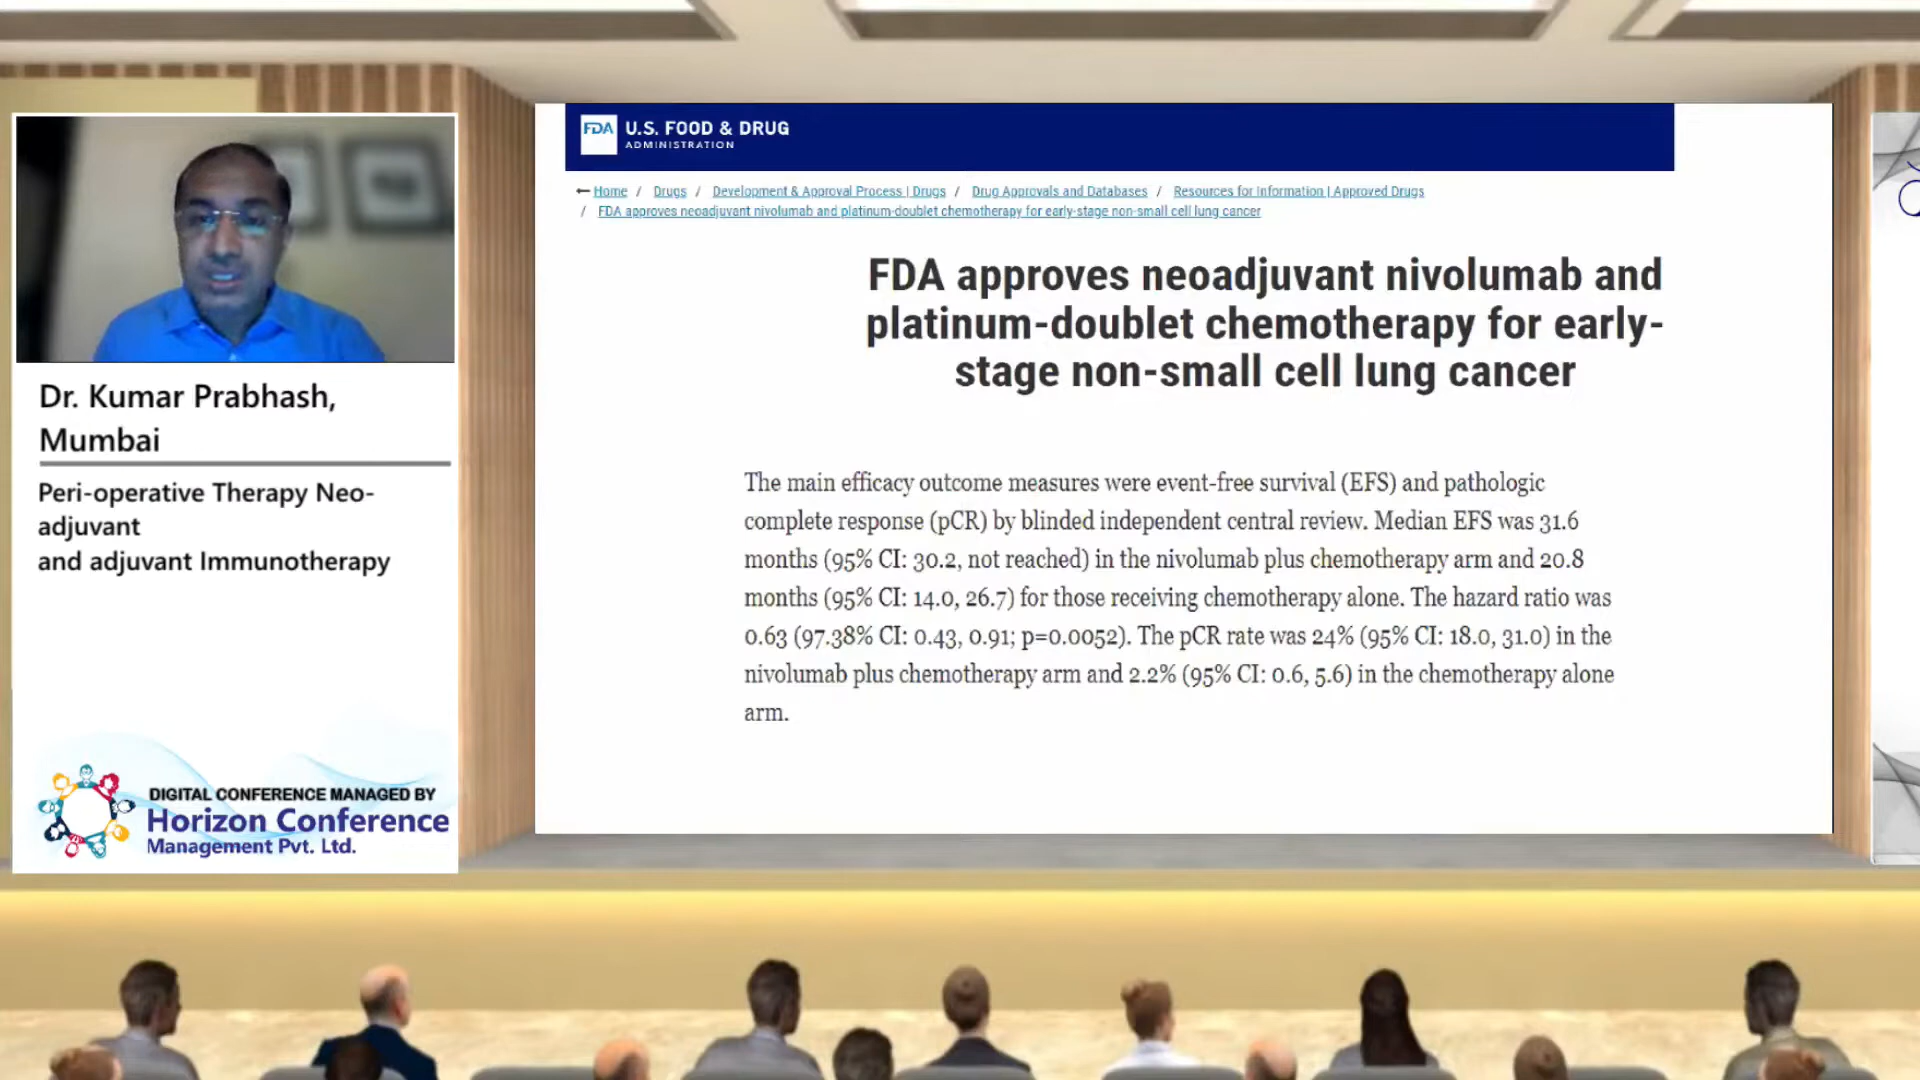 Dr. Kumar Prabhash,
Mumbai
Peri-operative Therapy Neo-
adjuvant
and adjuvant Immunotherapy
DIGITAL CONFERENCE MANAGED BY
Horizon Conference
Management Pvt. Ltd.
FDA U.S. FOOD & DRUG
ADMINISTRATION
Home / Drugs / Development & Approval Process | Drugs / Drug Approvals and Databases / Resources for Information | Approved Drugs
/ FDA approves neoadjuvant nivolumab and platinum-doublet chemotherapy for early-stage non-small cell lung cancer
FDA approves neoadjuvant nivolumab and
platinum-doublet chemotherapy for early-
stage non-small cell lung cancer
The main efficacy outcome measures were event-free survival (EFS) and pathologic
complete response (pCR) by blinded independent central review. Median EFS was 31.6
months (95% CI: 30.2, not reached) in the nivolumab plus chemotherapy arm and 20.8
months (95% CI: 14.0, 26.7) for those receiving chemotherapy alone. The hazard ratio was
0.63 (97.38% CI: 0.43, 0.91; p=0.0052). The pCR rate was 24% (95% CI: 18.0, 31.0) in the
nivolumab plus chemotherapy arm and 2.2% (95% CI: 0.6, 5.6) in the chemotherapy alone
arm.